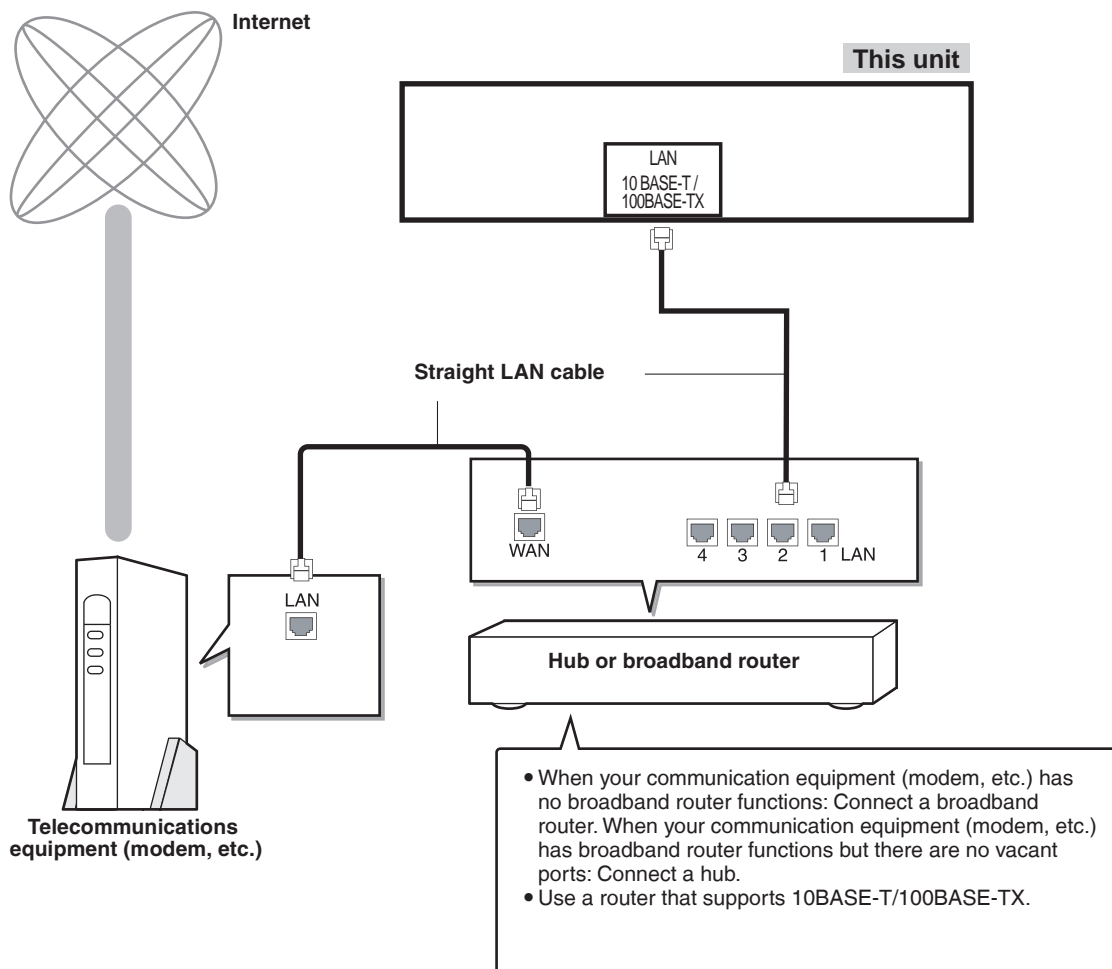 Internet
This unit
LAN
10 BASE-T /
100BASE-TX
Straight LAN cable
WAN
4 3 2 1 LAN
LAN
Hub or broadband router
Telecommunications
equipment (modem, etc.)
• When your communication equipment (modem, etc.) has
no broadband router functions: Connect a broadband
router. When your communication equipment (modem, etc.)
has broadband router functions but there are no vacant
ports: Connect a hub.
• Use a router that supports 10BASE-T/100BASE-TX.